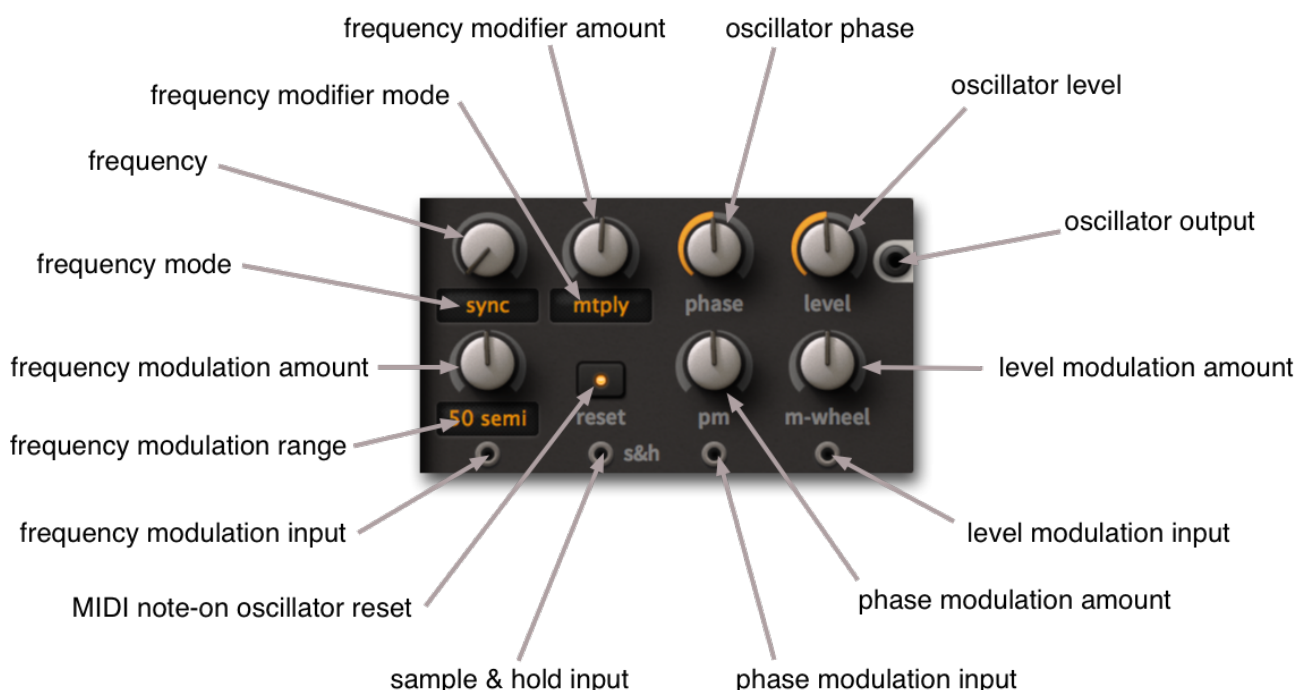 frequency modifier amount
oscillator phase
oscillator level
frequency modifier mode
frequency
oscillator output
frequency mode
sync
mtply
phase
level
frequency modulation amount
level modulation amount
50 semi
reset
pm
m-wheel
frequency modulation range
s&h
frequency modulation input
level modulation input
MIDI note-on oscillator reset
phase modulation amount
sample & hold input
phase modulation input